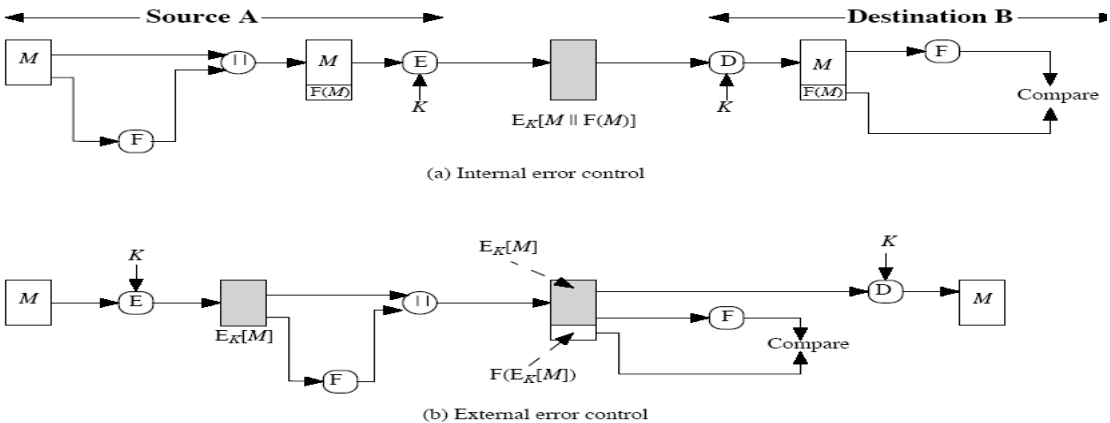 Source A
Destination B
M
F
||
M
F(M)
E
K
E_K[M || F(M)]
D
K
M
F(M)
F
Compare
(a) Internal error control
M
K
E
E_K[M]
F
||
E_K[M]
F(E_K[M])
F
Compare
K
D
M
(b) External error control